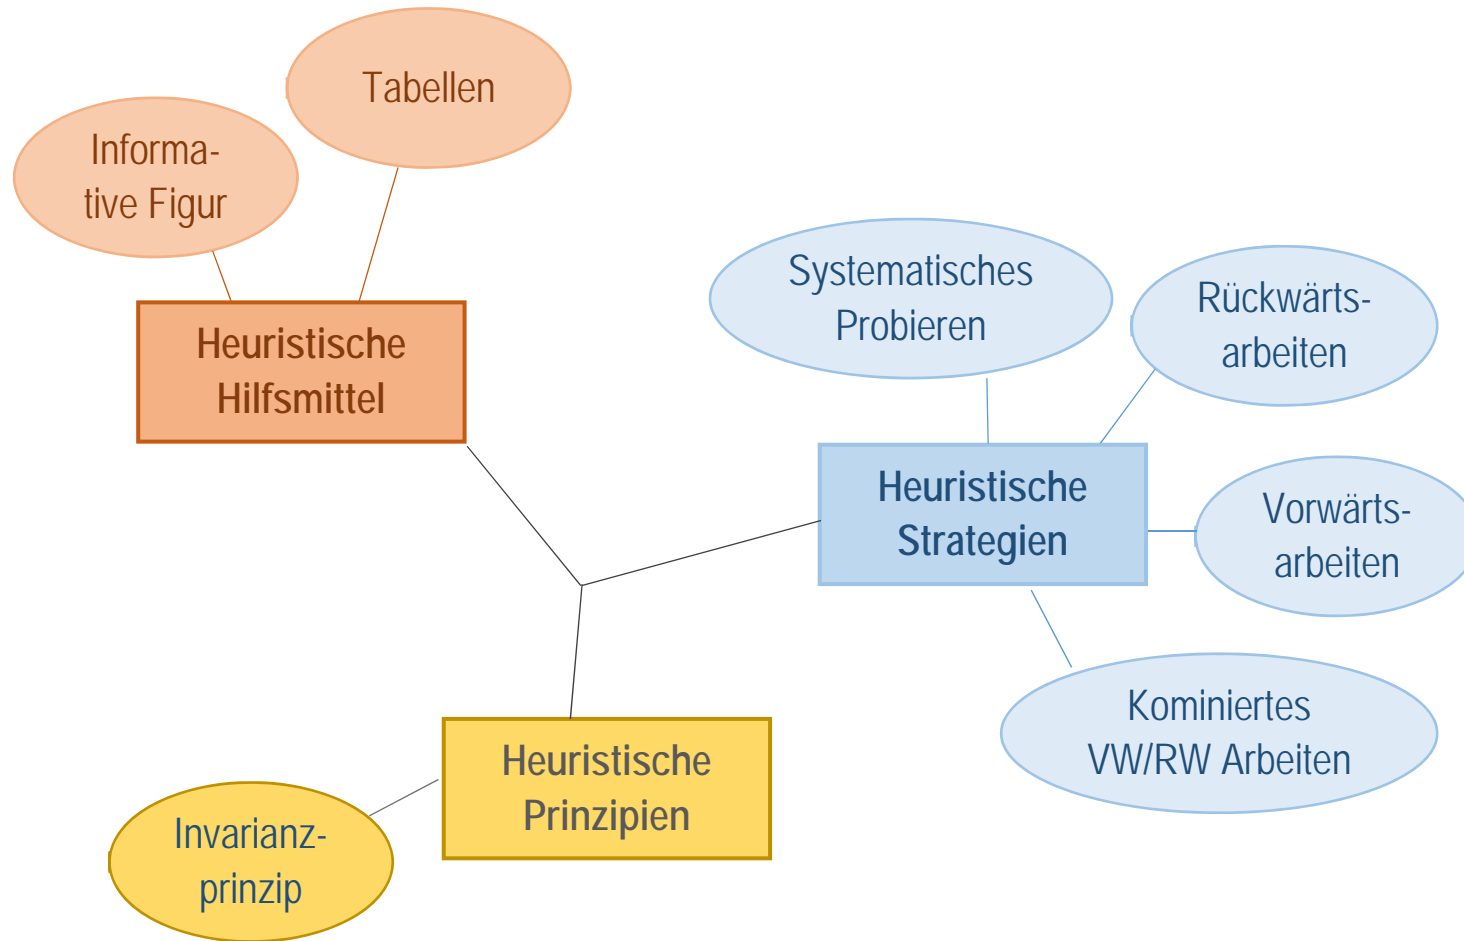 Tabellen
Informa-
tive Figur
Heuristische
Hilfsmittel
Systematisches
Probieren
Rückwärts-
arbeiten
Heuristische
Strategien
Vorwärts-
arbeiten
Kominiertes
VW/RW Arbeiten
Heuristische
Prinzipien
Invarianz-
prinzip